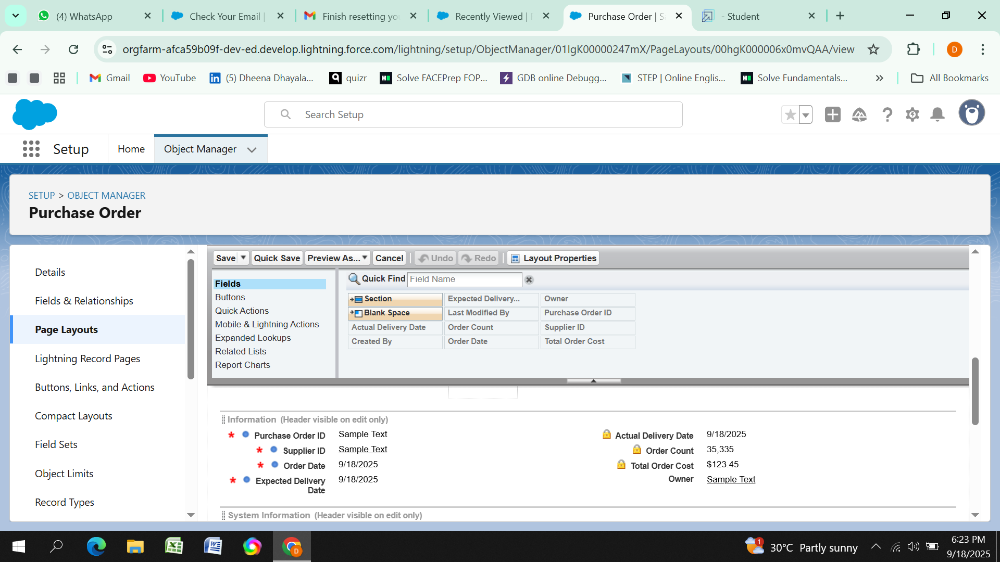 (4) WhatsApp
Check Your Email |
Finish resetting yo
Recently Viewed |
Purchase Order | S
- Student
orgfarm-afca59b09f-dev-ed.develop.lightning.force.com/lightning/setup/ObjectManager/01IgK00000247mX/PageLayouts/00hgK000006x0mvQAA/view
D
Gmail
YouTube
(5) Dheena Dhayala...
quizr
Solve FACEPrep FOP...
GDB online Debugg...
STEP | Online Englis...
Solve Fundamentals...
All Bookmarks
Search Setup
Setup
Home
Object Manager
SETUP > OBJECT MANAGER
Purchase Order
Details
Fields & Relationships
Page Layouts
Lightning Record Pages
Buttons, Links, and Actions
Compact Layouts
Field Sets
Object Limits
Record Types
Save
Quick Save
Preview As...
Cancel
Undo
Redo
Layout Properties
Fields
Buttons
Quick Actions
Mobile & Lightning Actions
Expanded Lookups
Related Lists
Report Charts
Quick Find
Field Name
Section
Expected Delivery...
Owner
Blank Space
Last Modified By
Purchase Order ID
Actual Delivery Date
Order Count
Supplier ID
Created By
Order Date
Total Order Cost
Information (Header visible on edit only)
* Purchase Order ID Sample Text
* Supplier ID Sample Text
* Order Date 9/18/2025
* Expected Delivery Date 9/18/2025
Actual Delivery Date 9/18/2025
Order Count 35,335
Total Order Cost $123.45
Owner Sample Text
System Information (Header visible on edit only)
1
30°C Partly sunny
6:23 PM
9/18/2025